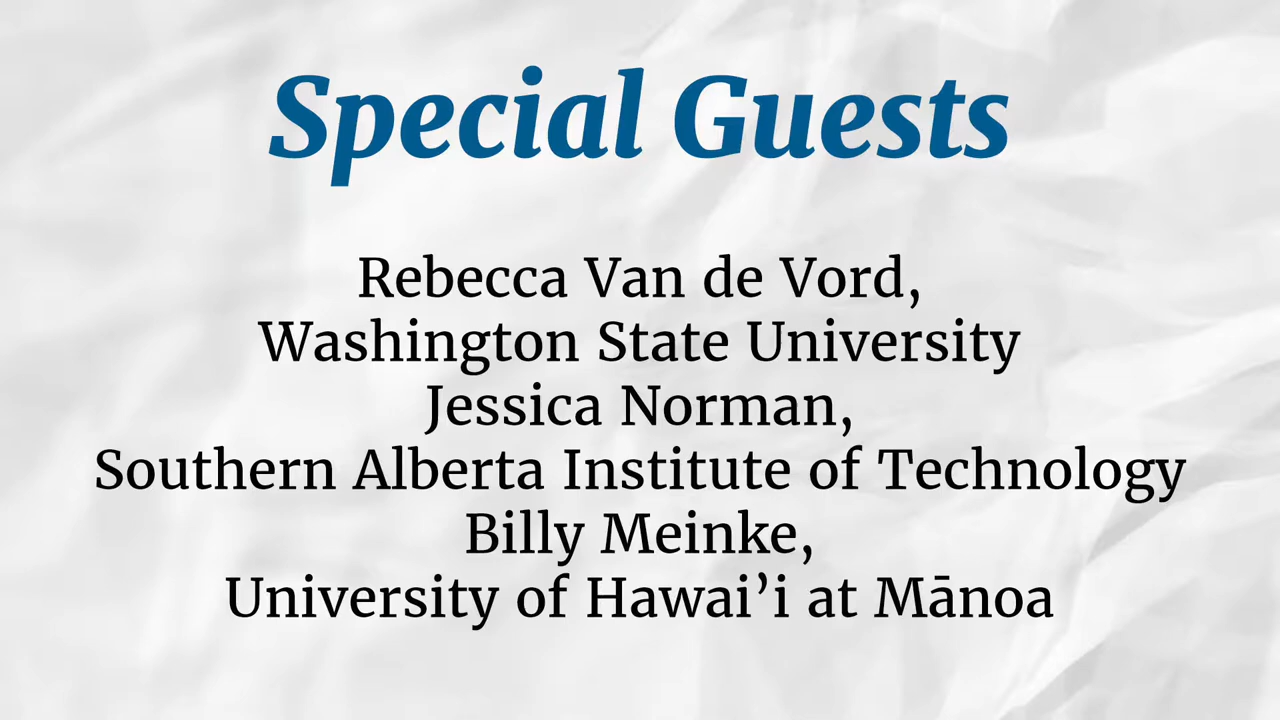 Special Guests
Rebecca Van de Vord,
Washington State University
Jessica Norman,
Southern Alberta Institute of Technology
Billy Meinke,
University of Hawai’i at Mānoa